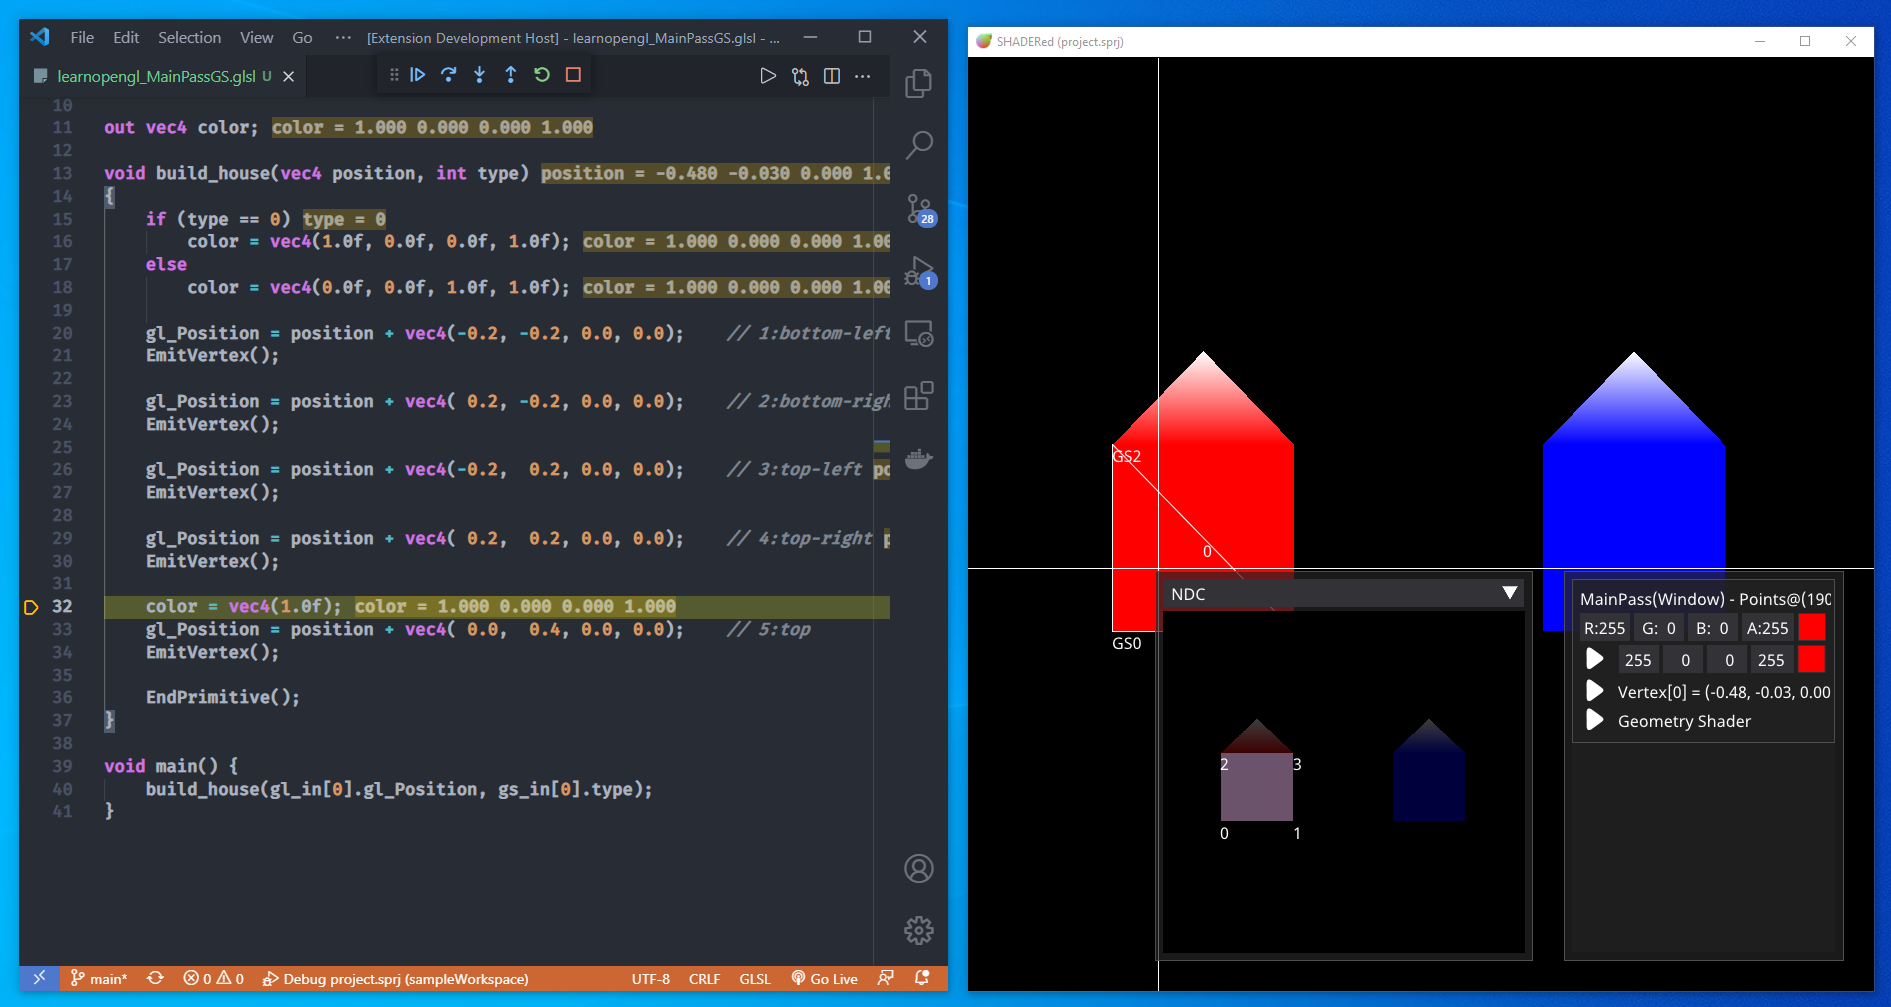 File Edit Selection View Go ··· [Extension Development Host] - learnopengl_MainPassGS.glsl - ...
learnopengl_MainPassGS.glsl U
10
11 out vec4 color; color = 1.000 0.000 0.000 1.000
12
13 void build_house(vec4 position, int type) position = -0.480 -0.030 0.000 1.0
14 {
15 if (type == 0) type = 0
16 color = vec4(1.0f, 0.0f, 0.0f, 1.0f); color = 1.000 0.000 0.000 1.00
17 else
18 color = vec4(0.0f, 0.0f, 1.0f, 1.0f); color = 1.000 0.000 0.000 1.00
19
20 gl_Position = position + vec4(-0.2, -0.2, 0.0, 0.0); // 1:bottom-left
21 EmitVertex();
22
23 gl_Position = position + vec4( 0.2, -0.2, 0.0, 0.0); // 2:bottom-righ
24 EmitVertex();
25
26 gl_Position = position + vec4(-0.2, 0.2, 0.0, 0.0); // 3:top-left po
27 EmitVertex();
28
29 gl_Position = position + vec4( 0.2, 0.2, 0.0, 0.0); // 4:top-right p
30 EmitVertex();
31
32 color = vec4(1.0f); color = 1.000 0.000 0.000 1.000
33 gl_Position = position + vec4( 0.0, 0.4, 0.0, 0.0); // 5:top
34 EmitVertex();
35
36 EndPrimitive();
37 }
38
39 void main() {
40 build_house(gl_in[0].gl_Position, gs_in[0].type);
41 }
28
1
main* 0 0 Debug project.sprj (sampleWorkspace) UTF-8 CRLF GLSL Go Live
SHADERed (project.sprj)
GS2
0
GS0
NDC
2 3
0 1
MainPass(Window) - Points@(190
R:255 G: 0 B: 0 A:255
255 0 0 255
Vertex[0] = (-0.48, -0.03, 0.00
Geometry Shader